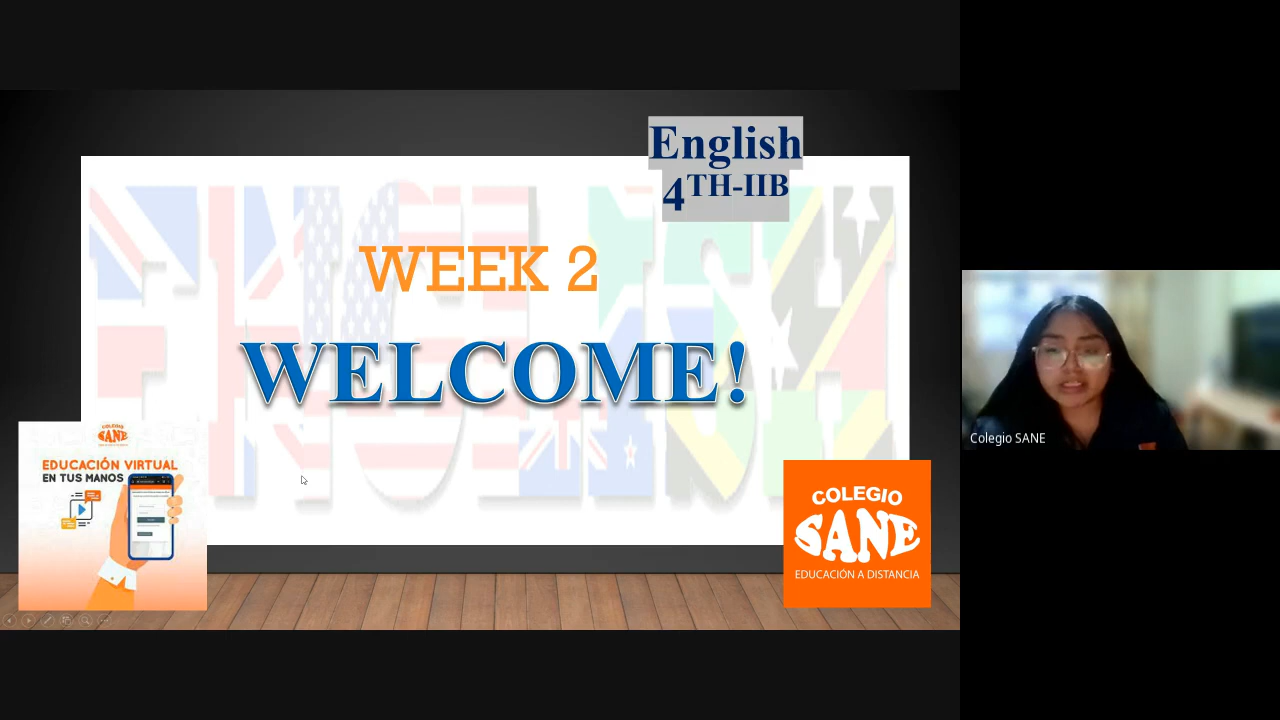 English
4TH-IIB
WEEK 2
WELCOME!
COLEGIO
SANE
EDUCACIÓN VIRTUAL
EN TUS MANOS
COLEGIO
SANE
EDUCACIÓN A DISTANCIA
Colegio SANE